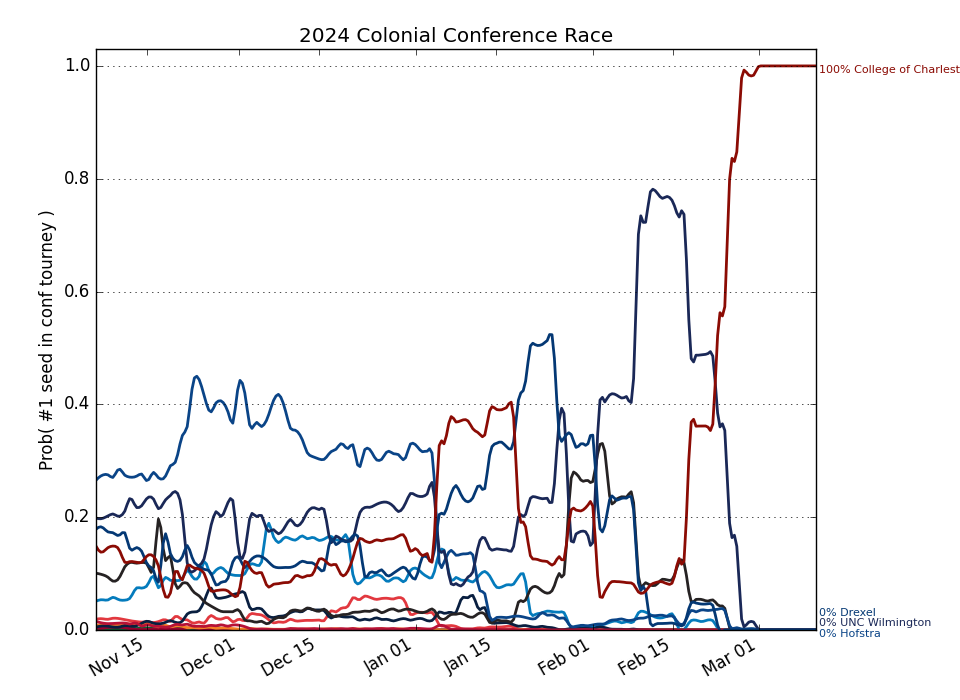 2024 Colonial Conference Race
Prob( #1 seed in conf tourney )
1.0
0.8
0.6
0.4
0.2
0.0
Nov 15
Dec 01
Dec 15
Jan 01
Jan 15
Feb 01
Feb 15
Mar 01
100% College of Charlest
0% Drexel
0% UNC Wilmington
0% Hofstra